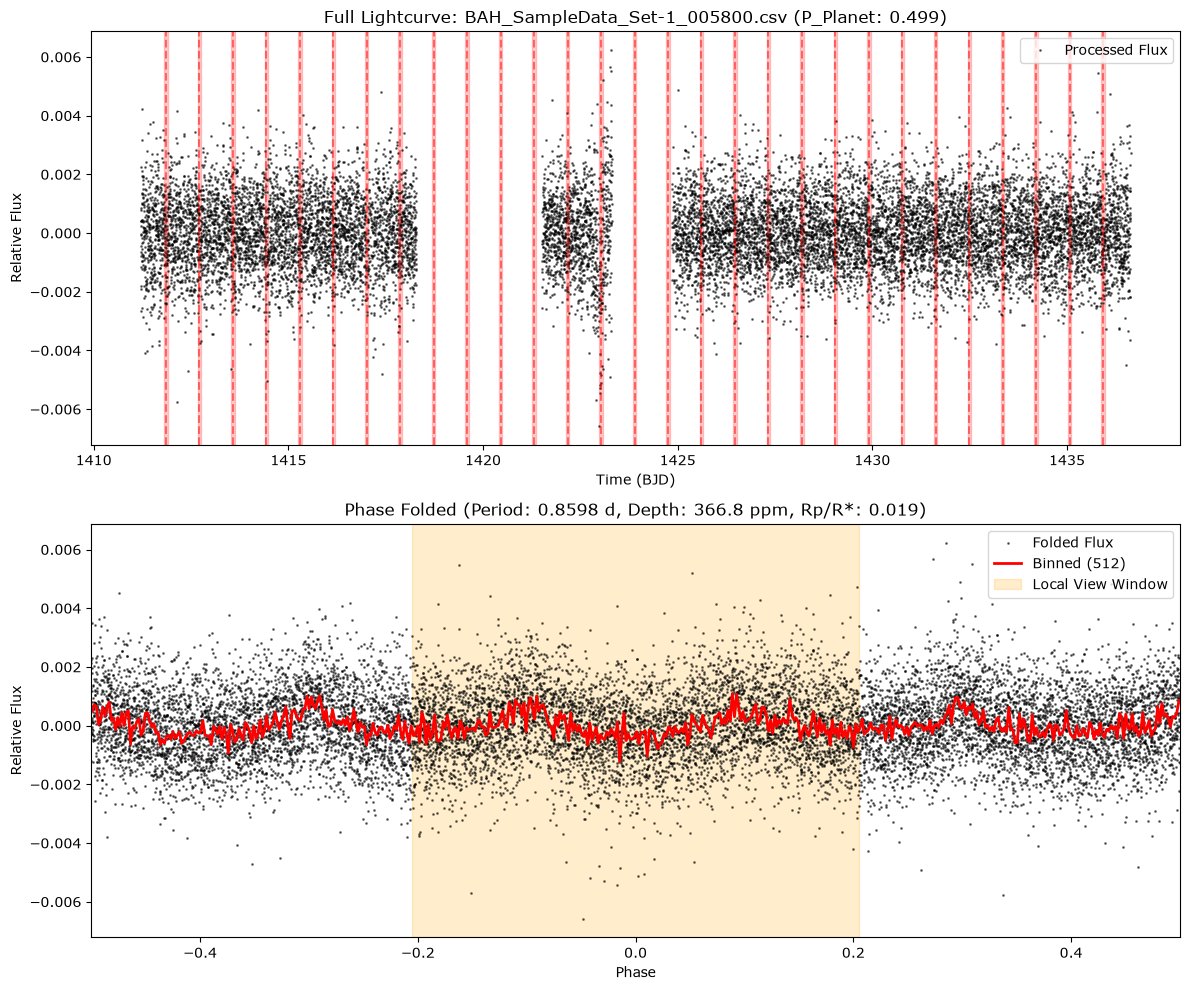 Full Lightcurve: BAH_SampleData_Set-1_005800.csv (P_Planet: 0.499)
Processed Flux
Relative Flux
0.006
0.004
0.002
0.000
−0.002
−0.004
−0.006
1410 1415 1420 1425 1430 1435
Time (BJD)
Phase Folded (Period: 0.8598 d, Depth: 366.8 ppm, Rp/R*: 0.019)
Folded Flux
Binned (512)
Local View Window
Relative Flux
0.006
0.004
0.002
0.000
−0.002
−0.004
−0.006
−0.4 −0.2 0.0 0.2 0.4
Phase